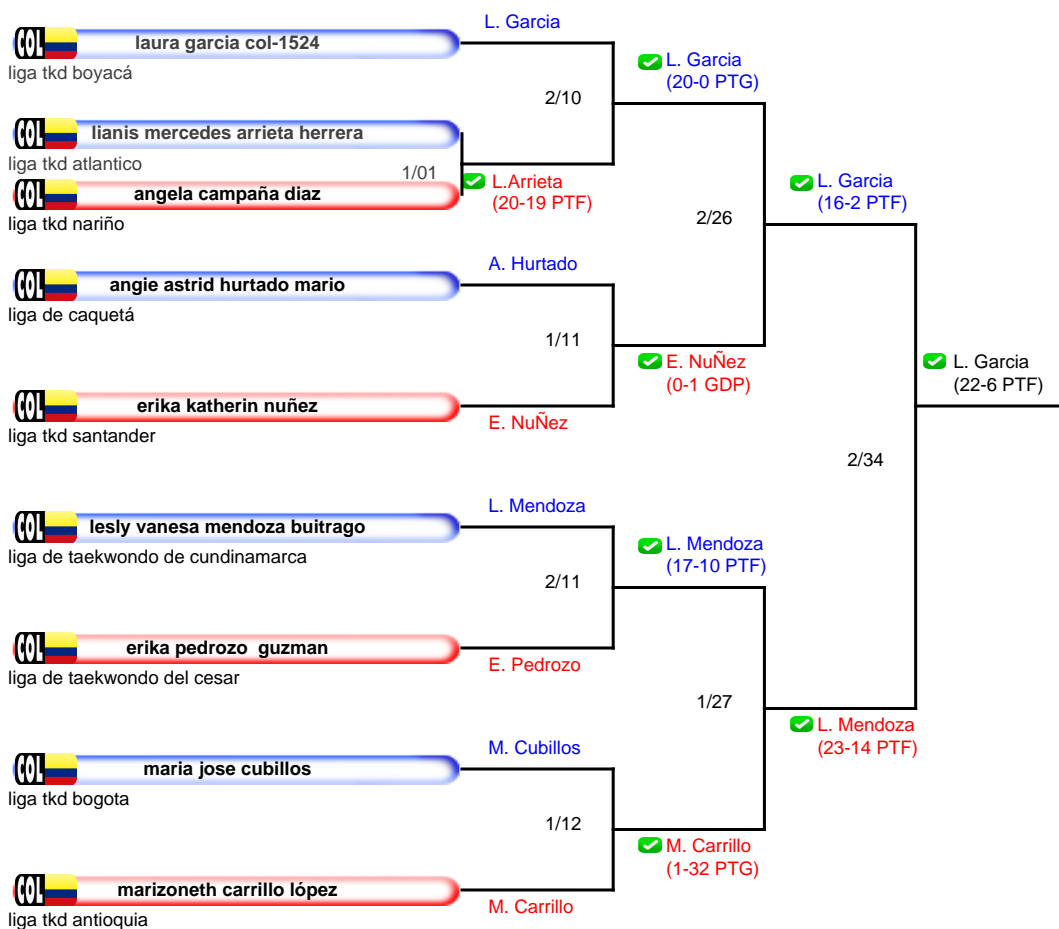 L. Garcia
COL laura garcia col-1524
liga tkd boyacá
L. Garcia
(20-0 PTG)
2/10
COL lianis mercedes arrieta herrera
liga tkd atlantico
1/01
L.Arrieta
(20-19 PTF)
COL angela campaña diaz
liga tkd nariño
L. Garcia
(16-2 PTF)
2/26
A. Hurtado
COL angie astrid hurtado mario
liga de caquetá
1/11
E. NuÑez
(0-1 GDP)
L. Garcia
(22-6 PTF)
COL erika katherin nuñez
liga tkd santander
E. NuÑez
2/34
L. Mendoza
COL lesly vanesa mendoza buitrago
liga de taekwondo de cundinamarca
L. Mendoza
(17-10 PTF)
2/11
COL erika pedrozo  guzman
liga de taekwondo del cesar
E. Pedrozo
1/27
L. Mendoza
(23-14 PTF)
M. Cubillos
COL maria jose cubillos
liga tkd bogota
1/12
M. Carrillo
(1-32 PTG)
COL marizoneth carrillo lópez
liga tkd antioquia
M. Carrillo